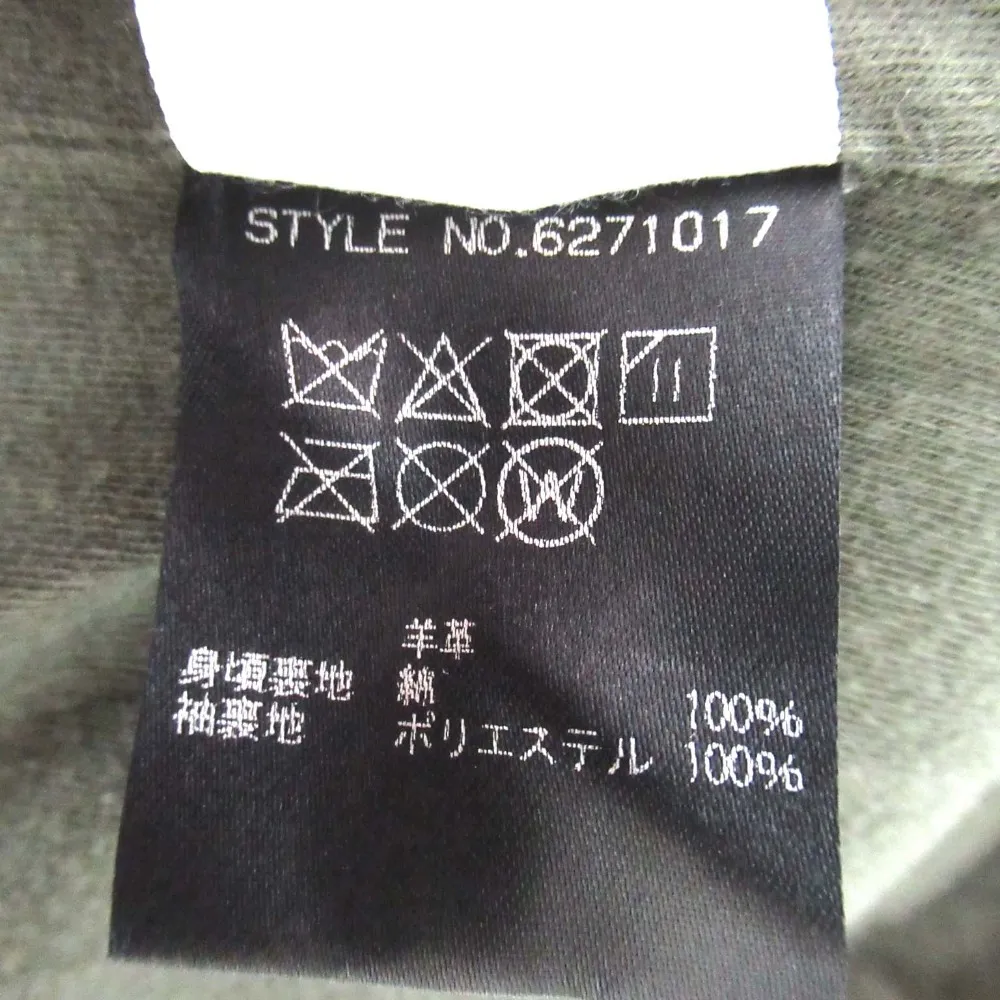 STYLE NO.6271017
W
羊革
身頃裏地 綿 100%
袖裏地 ポリエステル 100%